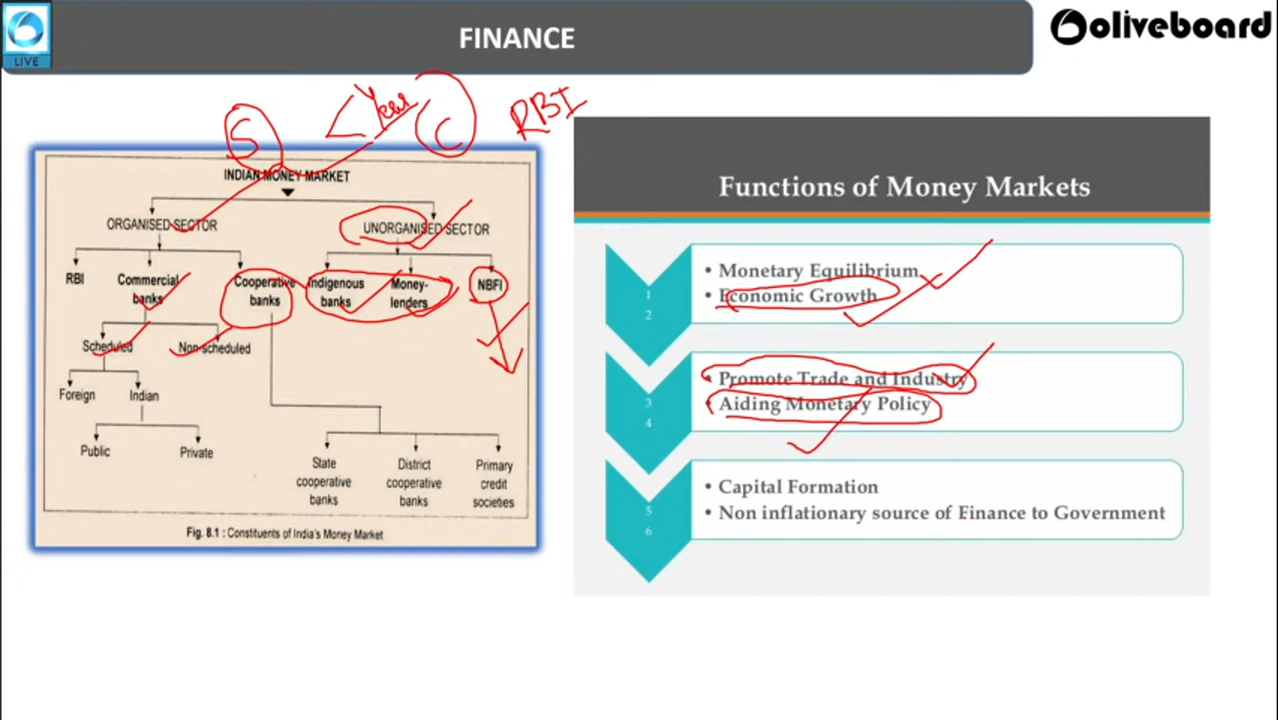 LIVE
FINANCE
oliveboard
S
< Year
C
RBI
INDIAN MONEY MARKET
ORGANISED SECTOR
UNORGANISED SECTOR
RBI
Commercial
banks
Cooperative
banks
Indigenous
banks
Money-
lenders
NBFI
Scheduled
Non-scheduled
Foreign
Indian
Public
Private
State
cooperative
banks
District
cooperative
banks
Primary
credit
societies
Fig. 8.1 : Constituents of India's Money Market
Functions of Money Markets
1
2
• Monetary Equilibrium
• Economic Growth
3
4
• Promote Trade and Industry
• Aiding Monetary Policy
5
6
• Capital Formation
• Non inflationary source of Finance to Government